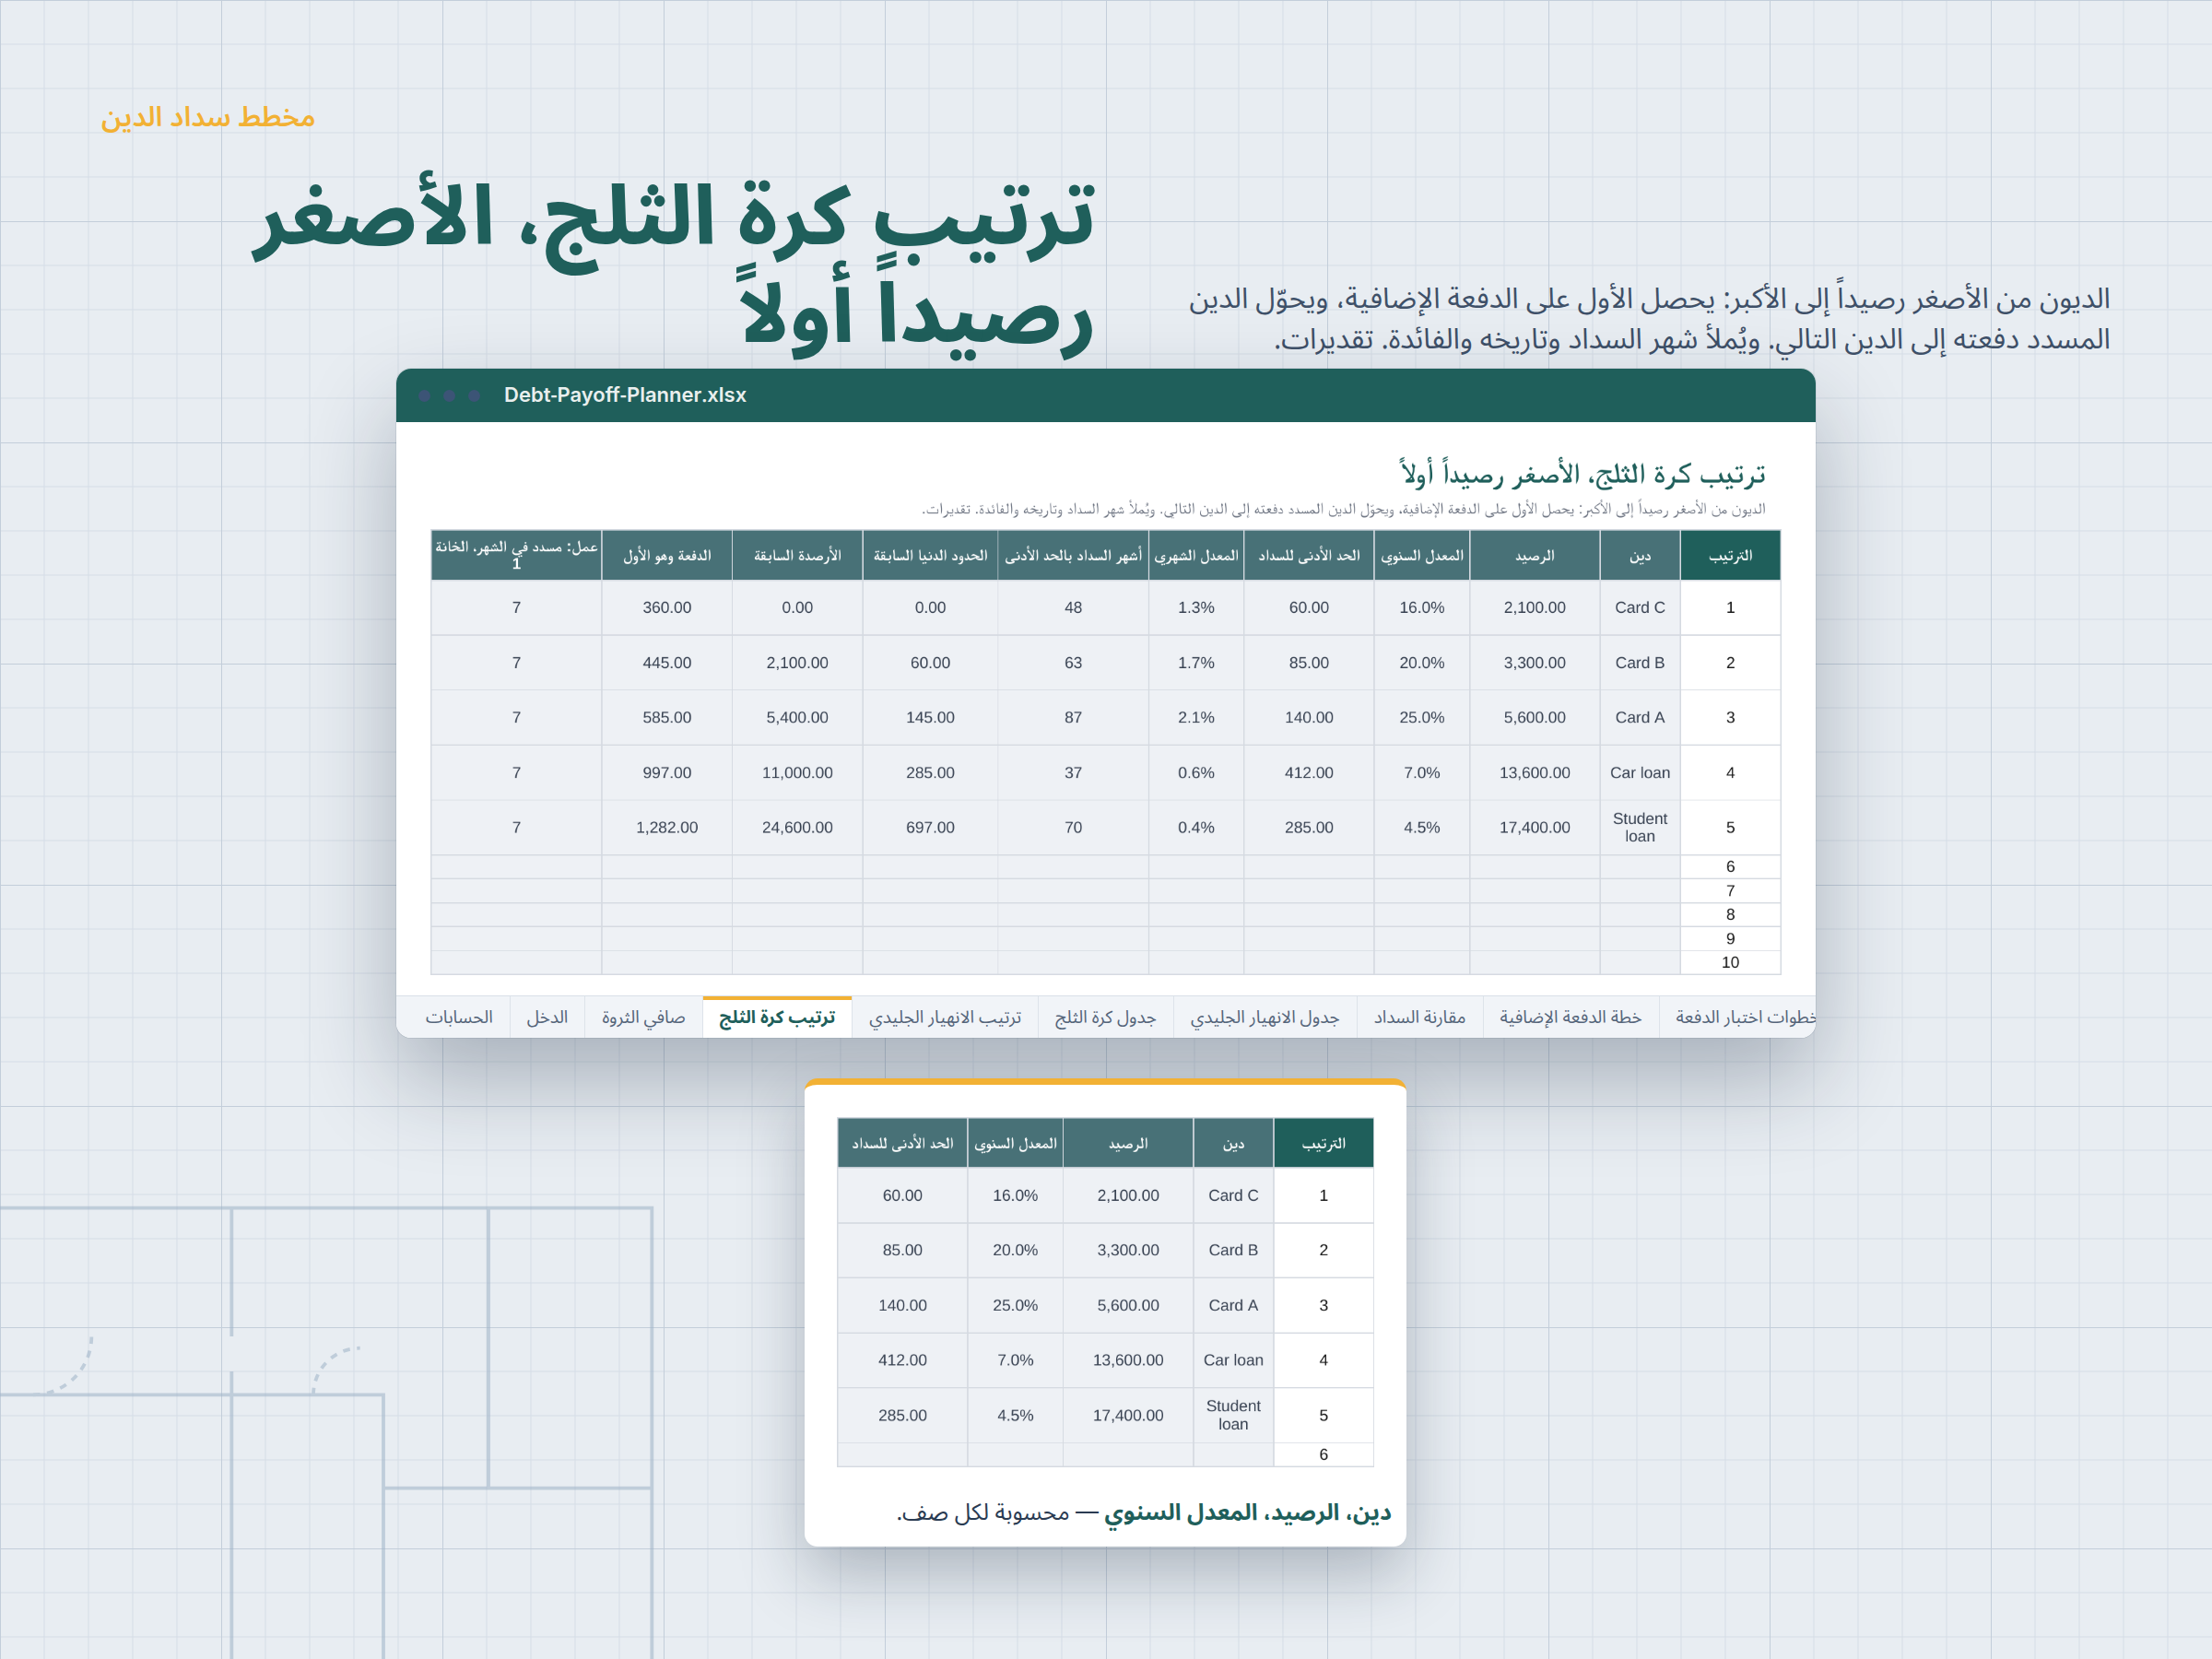 مخطط سداد الدين
ترتيب كرة الثلج، الأصغر
رصيداً أولاً
الديون من الأصغر رصيداً إلى الأكبر: يحصل الأول على الدفعة الإضافية، ويحوّل الدين
المسدد دفعته إلى الدين التالي. ويُملأ شهر السداد وتاريخه والفائدة. تقديرات.
Debt-Payoff-Planner.xlsx
ترتيب كرة الثلج، الأصغر رصيداً أولاً
الديون من الأصغر رصيداً إلى الأكبر: يحصل الأول على الدفعة الإضافية، ويحوّل الدين المسدد دفعته إلى الدين التالي. ويُملأ شهر السداد وتاريخه والفائدة. تقديرات.
الترتيب دين الرصيد المعدل السنوي الحد الأدنى للسداد المعدل الشهري أشهر السداد بالحد الأدنى الحدود الدنيا السابقة الأرصدة السابقة الدفعة وهو الأول عمل: مسدد في الشهر، الخانة 1
1 Card C 2,100.00 16.0% 60.00 1.3% 48 0.00 0.00 360.00 7
2 Card B 3,300.00 20.0% 85.00 1.7% 63 60.00 2,100.00 445.00 7
3 Card A 5,600.00 25.0% 140.00 2.1% 87 145.00 5,400.00 585.00 7
4 Car loan 13,600.00 7.0% 412.00 0.6% 37 285.00 11,000.00 997.00 7
5 Student loan 17,400.00 4.5% 285.00 0.4% 70 697.00 24,600.00 1,282.00 7
6
7
8
9
10
الحسابات الدخل صافي الثروة ترتيب كرة الثلج ترتيب الانهيار الجليدي جدول كرة الثلج جدول الانهيار الجليدي مقارنة السداد خطة الدفعة الإضافية خطوات اختبار الدفعة
الترتيب دين الرصيد المعدل السنوي الحد الأدنى للسداد
1 Card C 2,100.00 16.0% 60.00
2 Card B 3,300.00 20.0% 85.00
3 Card A 5,600.00 25.0% 140.00
4 Car loan 13,600.00 7.0% 412.00
5 Student loan 17,400.00 4.5% 285.00
6
دين، الرصيد، المعدل السنوي — محسوبة لكل صف.